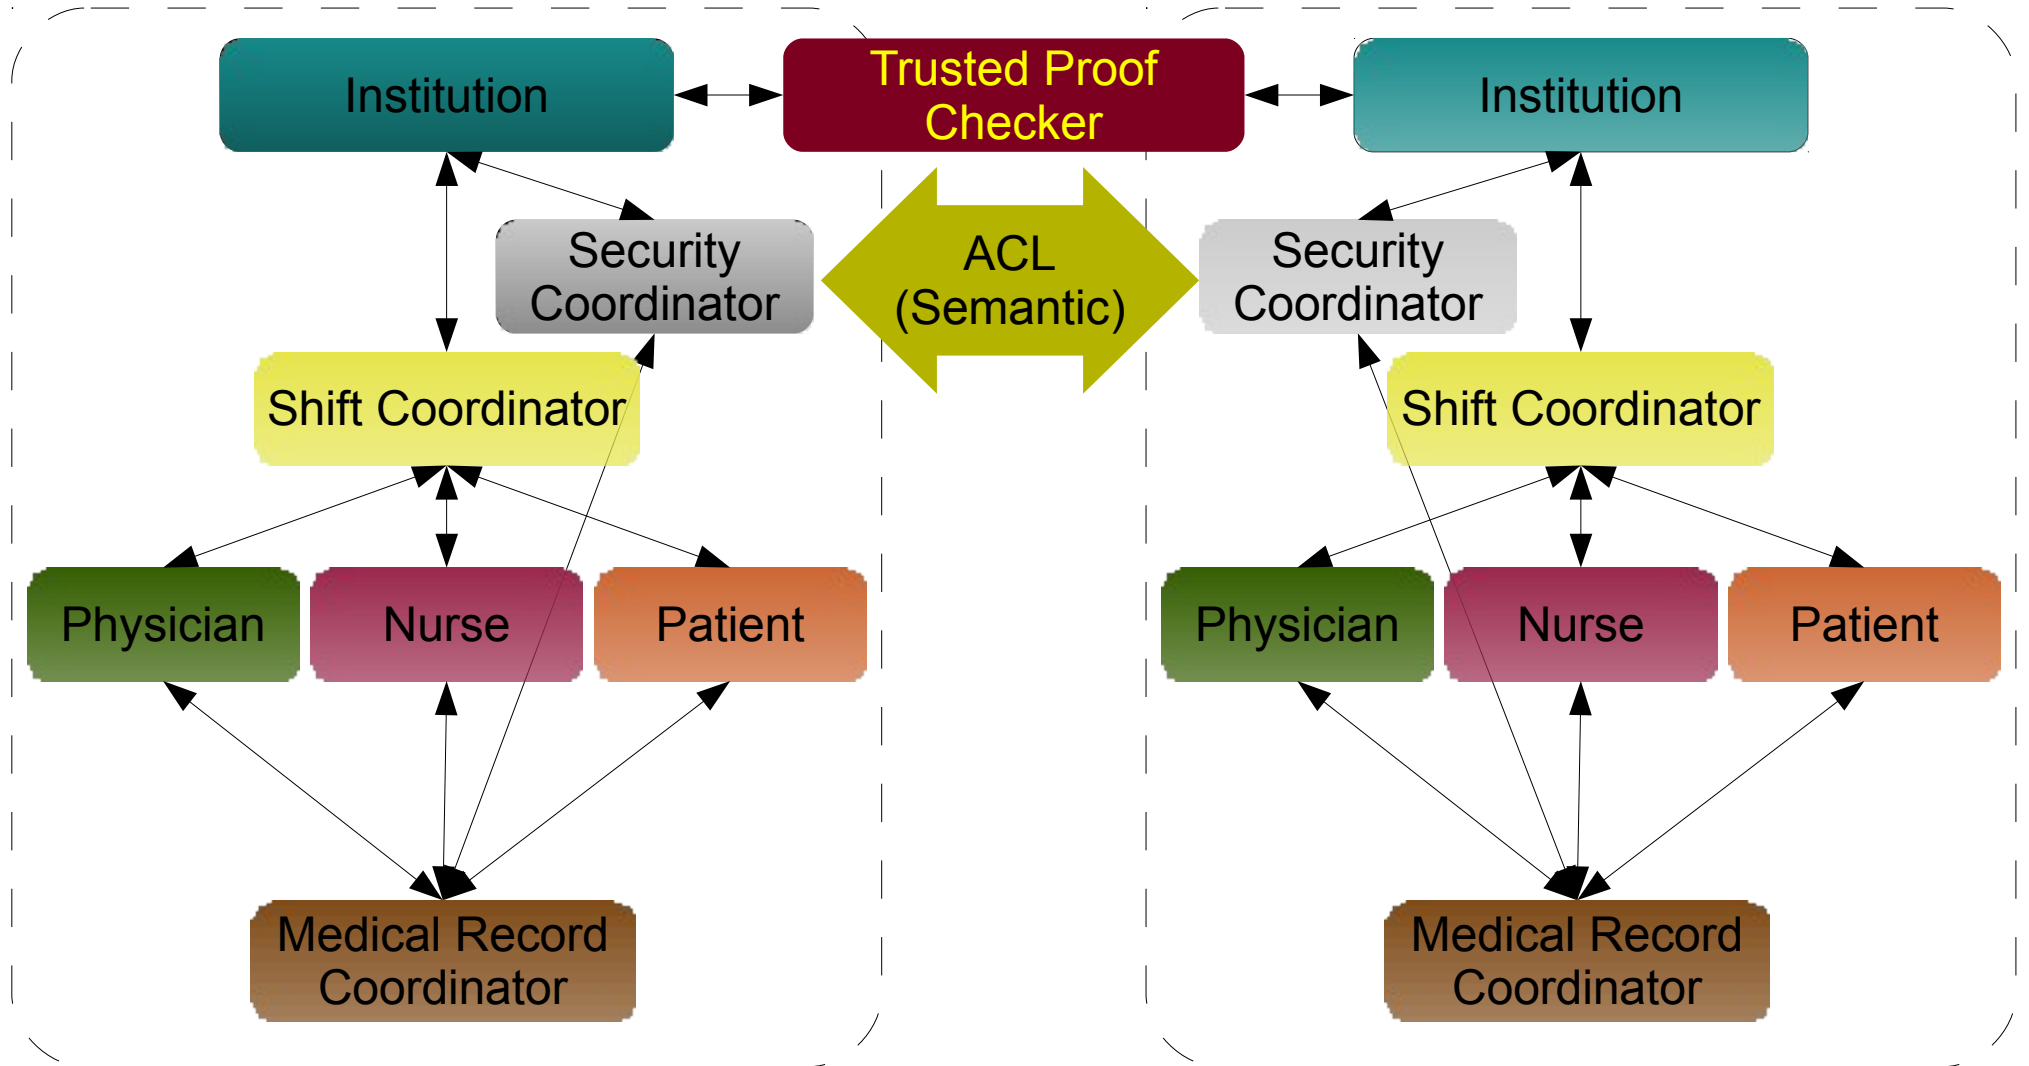 Institution
Trusted Proof
Checker
Institution
Security
Coordinator
ACL
(Semantic)
Security
Coordinator
Shift Coordinator
Shift Coordinator
Physician
Nurse
Patient
Physician
Nurse
Patient
Medical Record
Coordinator
Medical Record
Coordinator